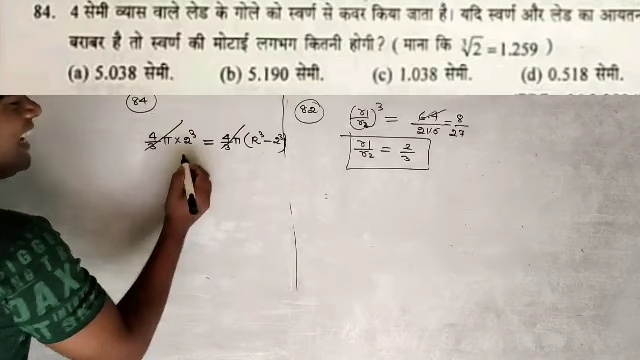 84. 4 सेमी व्यास वाले लेड के गोले को स्वर्ण से कवर किया जाता है। यदि स्वर्ण और लेड का आयतन
बराबर है तो स्वर्ण की मोटाई लगभग कितनी होगी? ( माना कि ∛2 = 1.259 )
(a) 5.038 सेमी. (b) 5.190 सेमी. (c) 1.038 सेमी. (d) 0.518 सेमी.
84
4/3 π × 2³ = 4/3 π (R³ - 2³)
82
(r1/r2)³ = 64/216 = 8/27
r1/r2 = 2/3